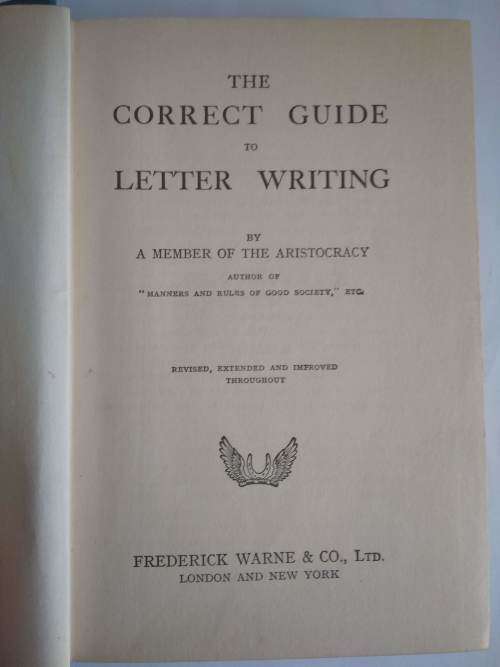 THE
CORRECT GUIDE
TO
LETTER WRITING
BY
A MEMBER OF THE ARISTOCRACY
AUTHOR OF
"MANNERS AND RULES OF GOOD SOCIETY," ETC.
REVISED, EXTENDED AND IMPROVED
THROUGHOUT
FREDERICK WARNE & CO., LTD.
LONDON AND NEW YORK